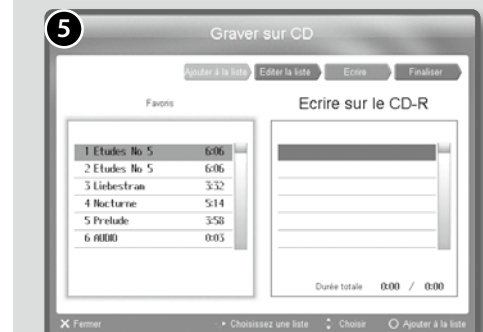 5
Graver sur CD
Ajouter à la liste Editer la liste Ecrire Finaliser
Favoris
Ecrire sur le CD-R
1 Etudes No 5 6:06
2 Etudes No 5 6:06
3 Liebestran 3:32
4 Nocturne 5:14
5 Prelude 3:58
6 AUDIO 0:03
Durée totale 0:00 / 0:00
Fermer Choisissez une liste Choisir Ajouter à la liste